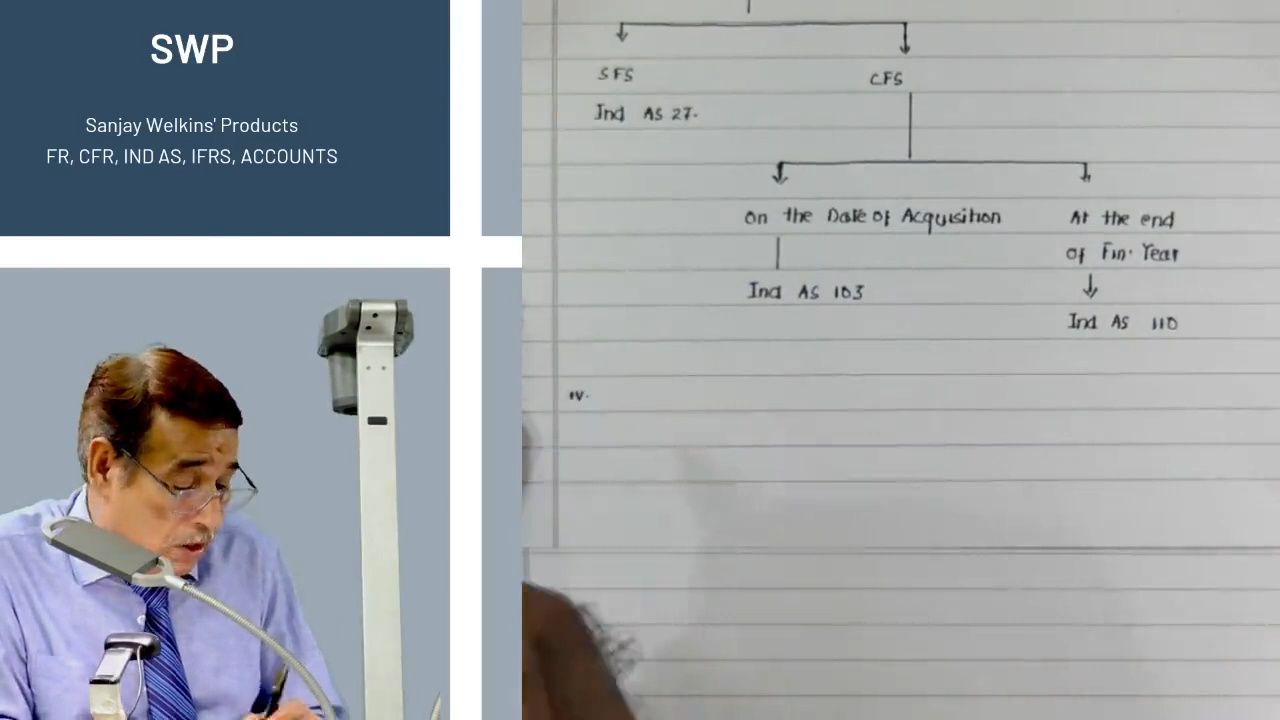 SWP
Sanjay Welkins' Products
FR, CFR, IND AS, IFRS, ACCOUNTS
SFS
CFS
Ind AS 27.
On the Date of Acquisition
At the end
of Fin. Year
Ind AS 103
Ind AS 110
iv.